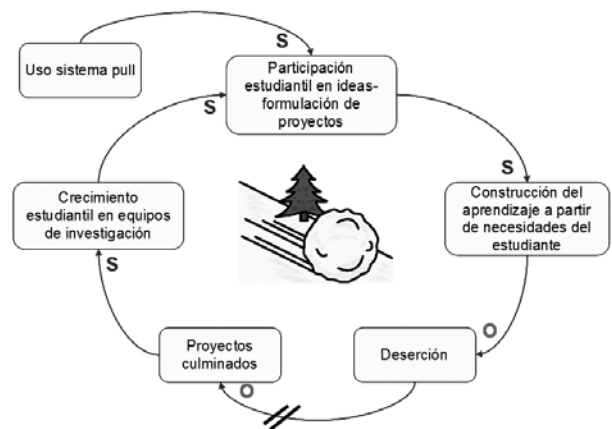 Uso sistema pull
S
Participación
estudiantil en ideas-
formulación de
proyectos
S
S
Crecimiento
estudiantil en equipos
de investigación
Construcción del
aprendizaje a partir
de necesidades del
estudiante
S
O
Proyectos
culminados
Deserción
O